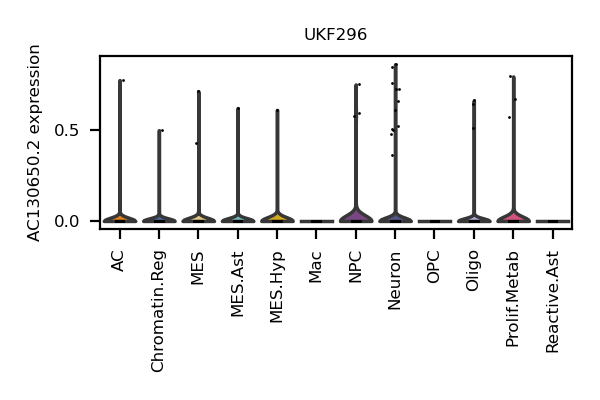 UKF296
AC130650.2 expression
0.5
0.0
AC
Chromatin.Reg
MES
MES.Ast
MES.Hyp
Mac
NPC
Neuron
OPC
Oligo
Prolif.Metab
Reactive.Ast